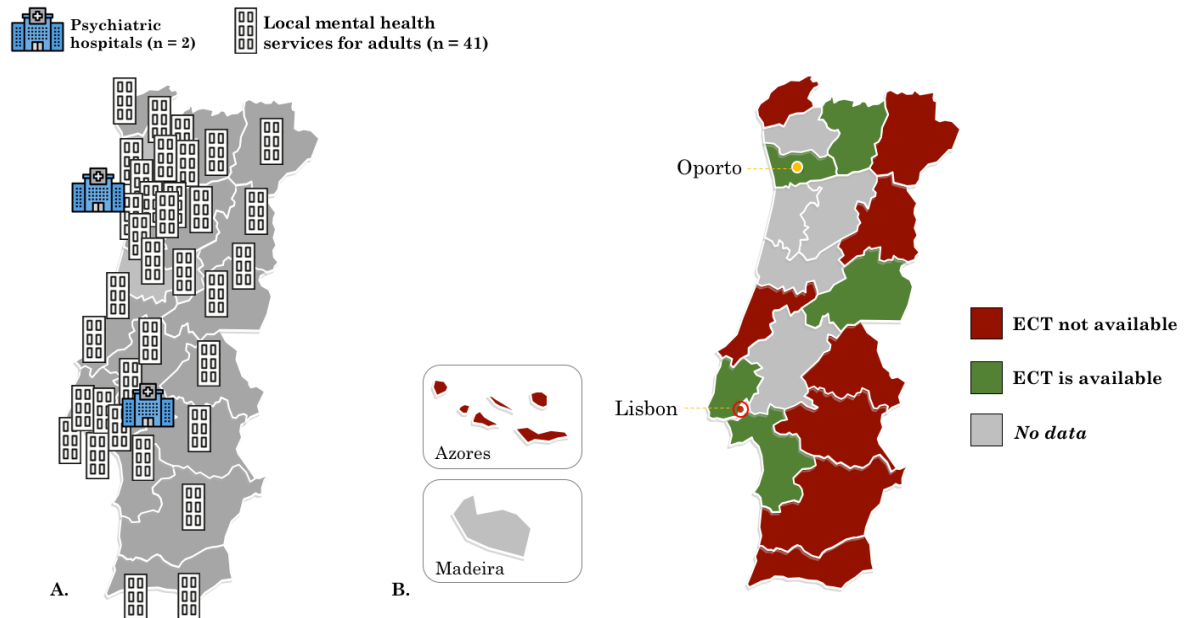 Psychiatric
hospitals (n = 2)
Local mental health
services for adults (n = 41)
A.
Oporto
Lisbon
Azores
Madeira
B.
ECT not available
ECT is available
No data